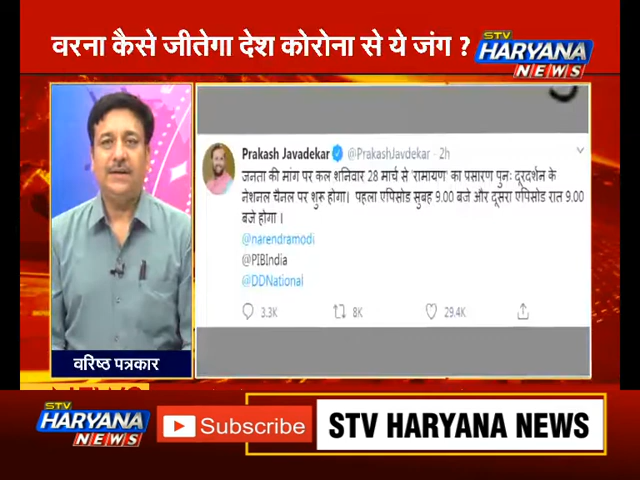 वरना कैसे जीतेगा देश कोरोना से ये जंग ?
STV
HARYANA
NEWS
Prakash Javadekar @PrakashJavdekar · 2h
जनता की मांग पर कल शनिवार 28 मार्च से 'रामायण' का प्रसारण पुनः दूरदर्शन के
नेशनल चैनल पर शुरू होगा। पहला एपिसोड सुबह 9.00 बजे और दूसरा एपिसोड रात 9.00
बजे होगा ।
@narendramodi
@PIBIndia
@DDNational
3.3K 8K 29.4K
वरिष्ठ पत्रकार
STV
HARYANA
NEWS
Subscribe
STV HARYANA NEWS